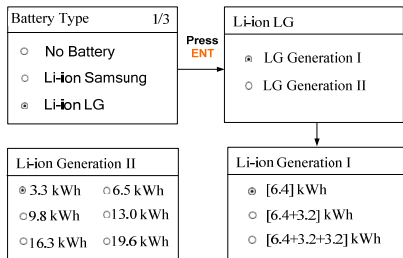 Battery Type 1/3
No Battery
Li-ion Samsung
Li-ion LG
Press
ENT
Li-ion LG
LG Generation I
LG Generation II
Li-ion Generation II
3.3 kWh 6.5 kWh
9.8 kWh 13.0 kWh
16.3 kWh 19.6 kWh
Li-ion Generation I
[6.4] kWh
[6.4+3.2] kWh
[6.4+3.2+3.2] kWh